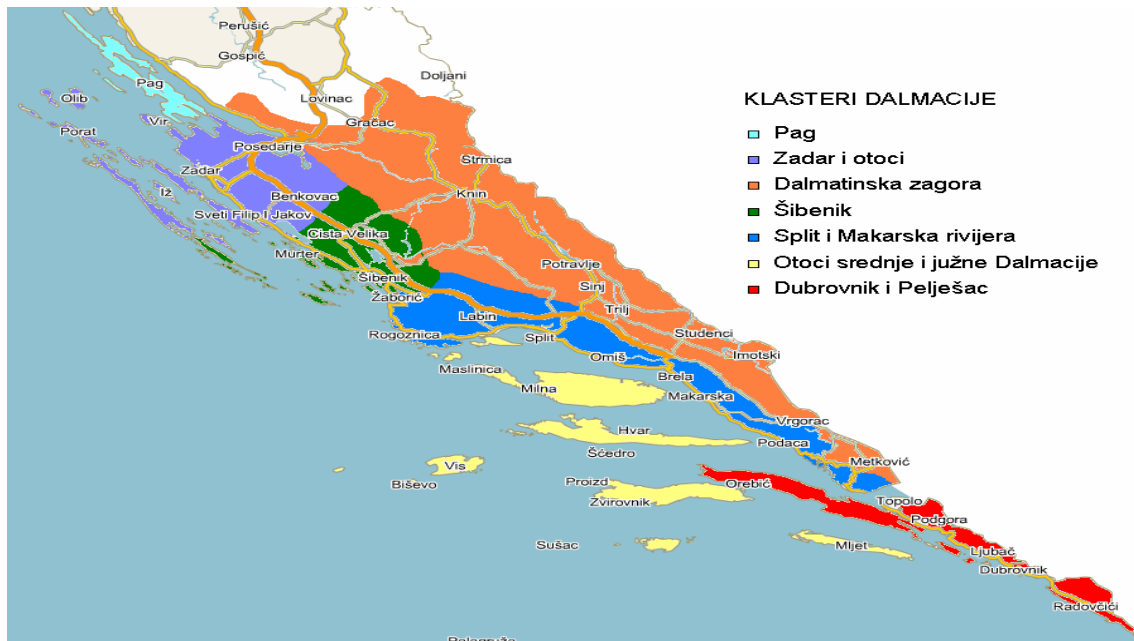 Perušić
Gospić
Doljani
Pag
Olib
Lovinac
KLASTERI DALMACIJE
Porat
Vir
Gračac
Pag
Posedarje
Zadar i otoci
Strmica
Zadar
Dalmatinska zagora
Iž
Benkovac
Knin
Šibenik
Sveti Filip I Jakov
Čista Velika
Split i Makarska rivijera
Murter
Potravlje
Otoci srednje i južne Dalmacije
Šibenik
Sinj
Dubrovnik i Pelješac
Žaborić
Trilj
Labin
Rogoznica
Split
Studenci
Omiš
Imotski
Maslinica
Brela
Milna
Makarska
Vrgorac
Hvar
Podaca
Šćedro
Metković
Vis
Biševo
Proizd
Orebić
Žvirovnik
Topolo
Podgora
Sušac
Mljet
Ljubač
Dubrovnik
Radovčići